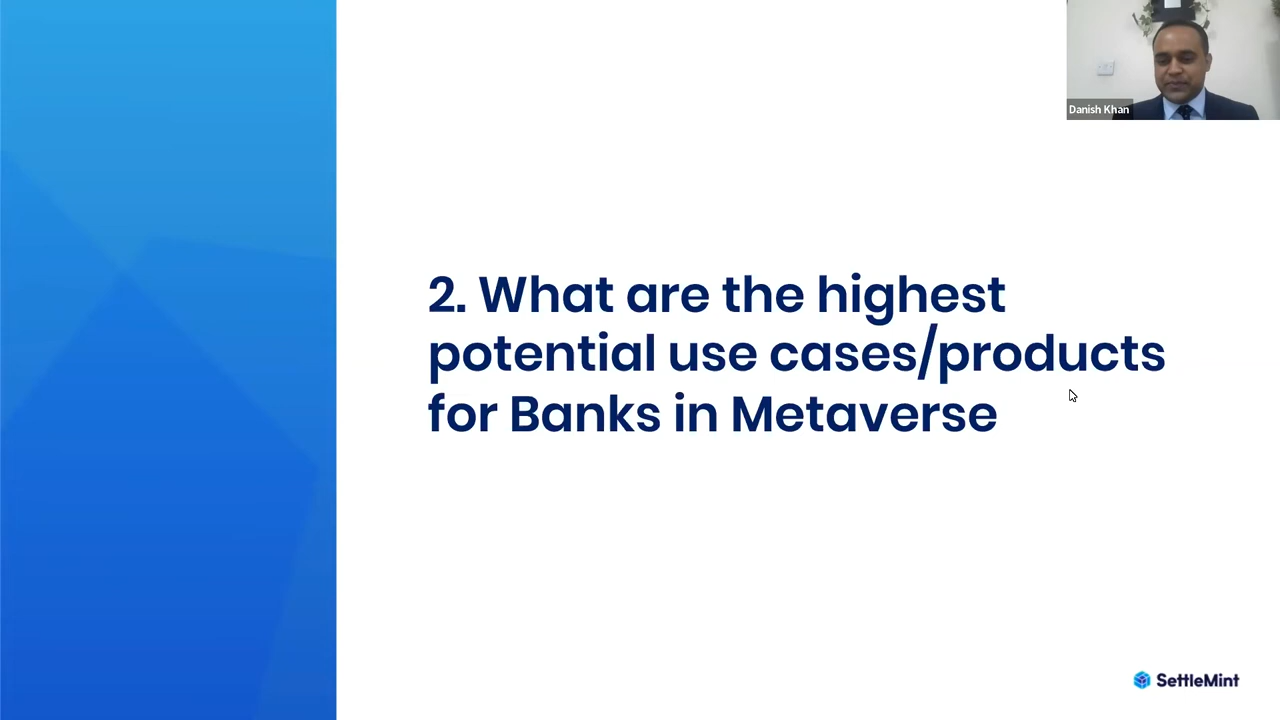 Danish Khan
2. What are the highest
potential use cases/products
for Banks in Metaverse
SettleMint